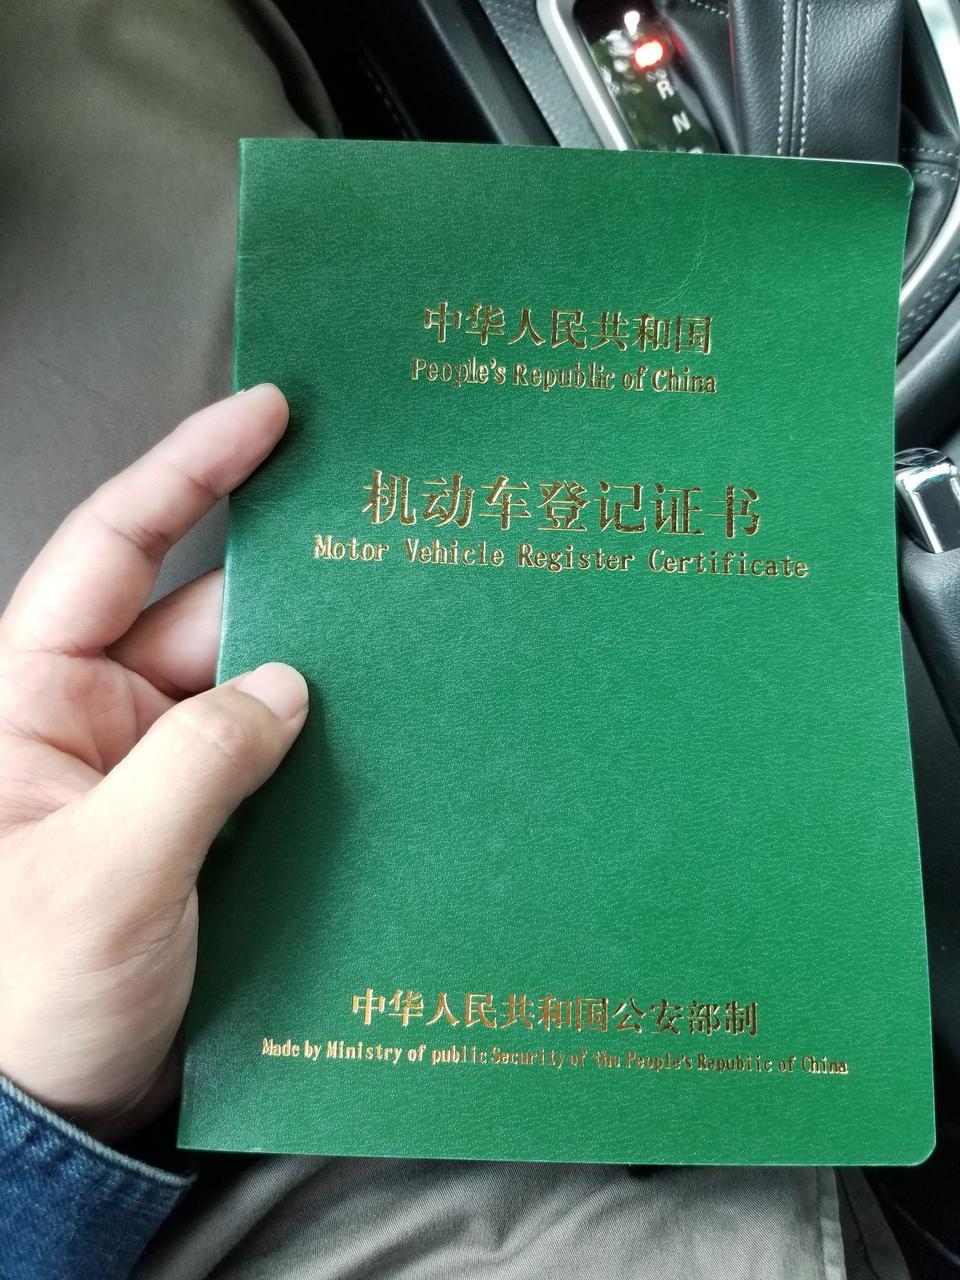 R
N
中华人民共和国
People's Republic of China
机动车登记证书
Motor Vehicle Register Certificate
中华人民共和国公安部制
Made by Ministry of public Security of the People's Republic of China